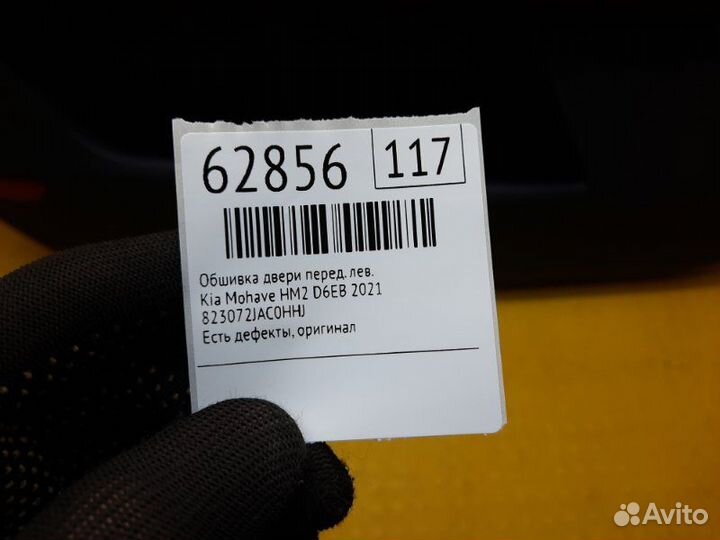 62856 117
Обшивка двери перед. лев.
Kia Mohave HM2 D6EB 2021
823072JAC0HHJ
Есть дефекты, оригинал
Avito